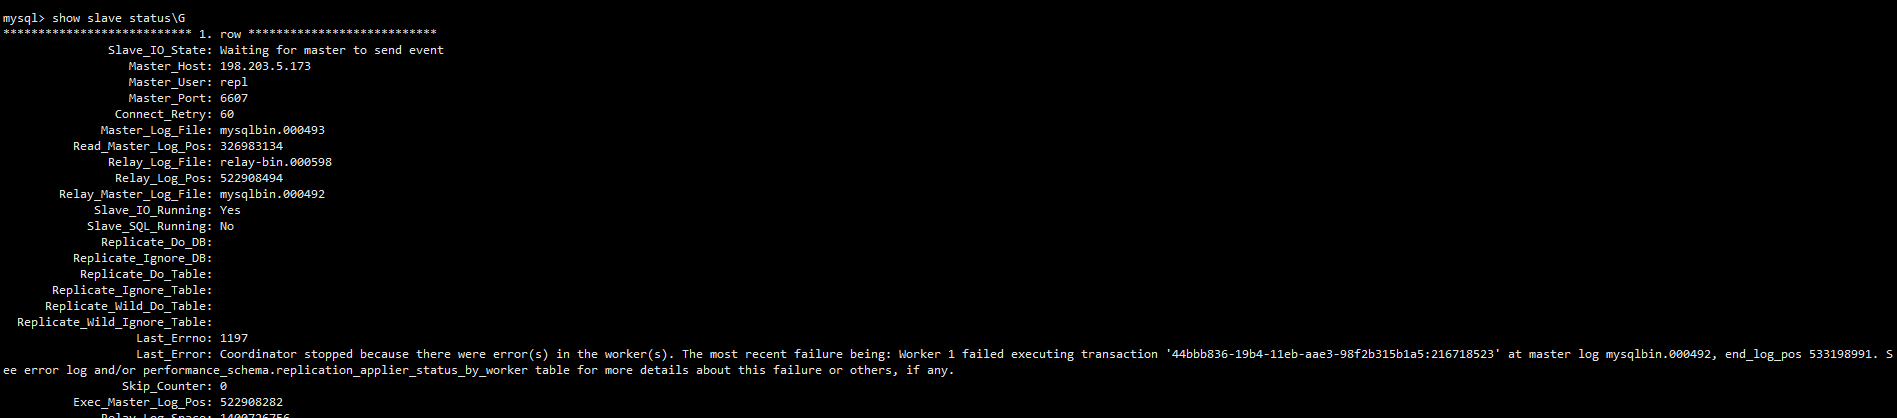 mysql> show slave status\G
*************************** 1. row ***************************
Slave_IO_State: Waiting for master to send event
Master_Host: 198.203.5.173
Master_User: repl
Master_Port: 6607
Connect_Retry: 60
Master_Log_File: mysqlbin.000493
Read_Master_Log_Pos: 326983134
Relay_Log_File: relay-bin.000598
Relay_Log_Pos: 522908494
Relay_Master_Log_File: mysqlbin.000492
Slave_IO_Running: Yes
Slave_SQL_Running: No
Replicate_Do_DB:
Replicate_Ignore_DB:
Replicate_Do_Table:
Replicate_Ignore_Table:
Replicate_Wild_Do_Table:
Replicate_Wild_Ignore_Table:
Last_Errno: 1197
Last_Error: Coordinator stopped because there were error(s) in the worker(s). The most recent failure being: Worker 1 failed executing transaction '44bbb836-19b4-11eb-aae3-98f2b315b1a5:216718523' at master log mysqlbin.000492, end_log_pos 533198991. S
ee error log and/or performance_schema.replication_applier_status_by_worker table for more details about this failure or others, if any.
Skip_Counter: 0
Exec_Master_Log_Pos: 522908282
Relay_Log_Space: 1400726756